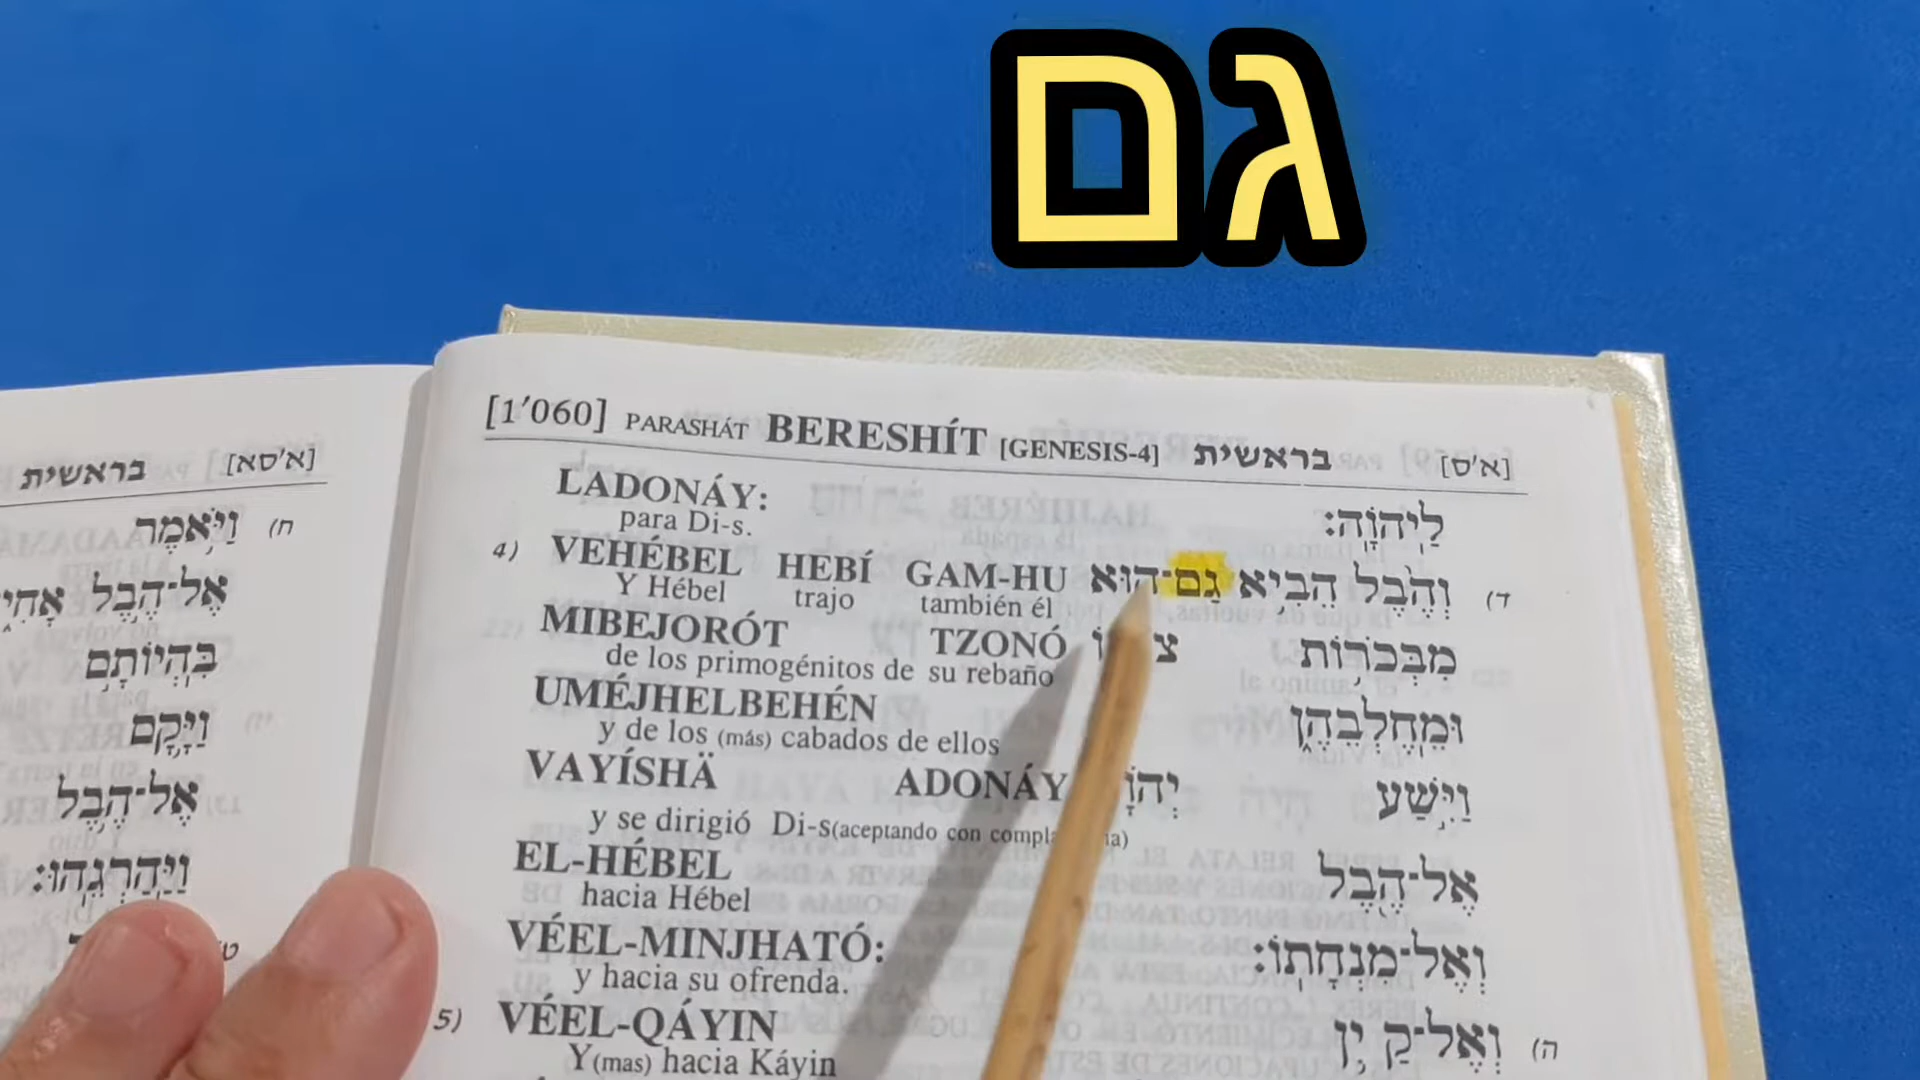 גם
[1'060] PARASHÁT BERESHÍT [GENESIS-4] בראשית [א'ס]
LADONÁY: לַיהוָה:
para Di-s.
4) VEHÉBEL HEBÍ GAM-HU וְהֶבֶל הֵבִיא גַם־הוּא ד)
Y Hébel trajo también él
MIBEJORÓT TZONÓ מִבְּכֹרוֹת
de los primogénitos de su rebaño
UMÉJHELBEHÉN וּמֵחֶלְבֵהֶן
y de los (más) cabados de ellos
VAYÍSHÄ ADONÁY וַיִּשַׁע
y se dirigió Di-s(aceptando con
EL-HÉBEL אֶל־הֶבֶל
hacia Hébel
VÉEL-MINJHATÓ: וְאֶל־מִנְחָתוֹ:
y hacia su ofrenda.
5) VÉEL-QÁYIN וְאֶל־קַיִן ה)
Y(mas) hacia Káyin
בראשית [א'סא]
ח) וַיֹּאמֶר
אֶל־הֶבֶל
בִּהְיוֹתָם
וַיָּקָם
אֶל־הֶבֶל
וַיַּהַרְגֵהוּ:
ט)